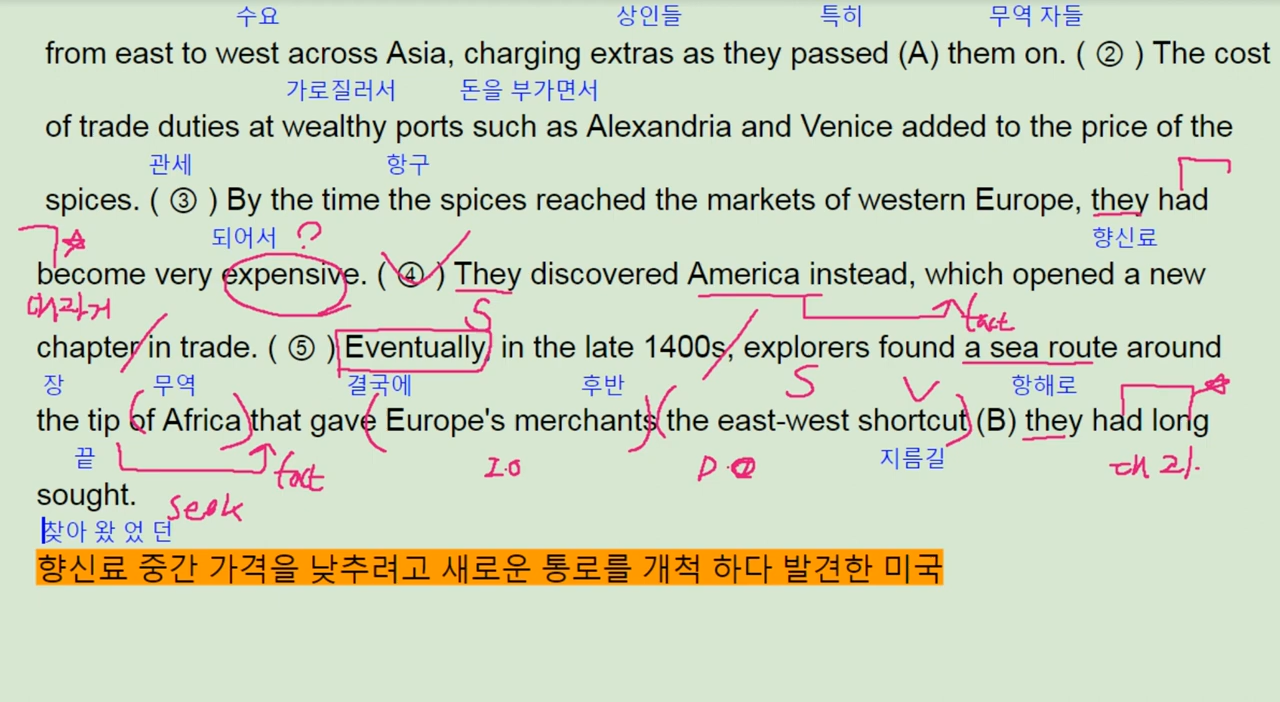 수요 상인들 특히 무역 자들
from east to west across Asia, charging extras as they passed (A) them on. ( ② ) The cost
가로질러서 돈을 부가면서
of trade duties at wealthy ports such as Alexandria and Venice added to the price of the
관세 항구
spices. ( ③ ) By the time the spices reached the markets of western Europe, they had
되어서 ? 향신료
become very expensive. ( ④ ) They discovered America instead, which opened a new
대과거 S fact
chapter in trade. ( ⑤ ) Eventually, in the late 1400s, explorers found a sea route around
장 무역 결국에 후반 S V 항해로
the tip of Africa that gave Europe's merchants the east-west shortcut (B) they had long
끝 fact I.O D.O 지름길 대과.
sought. seek
찾아 왔 었 던
향신료 중간 가격을 낮추려고 새로운 통로를 개척 하다 발견한 미국